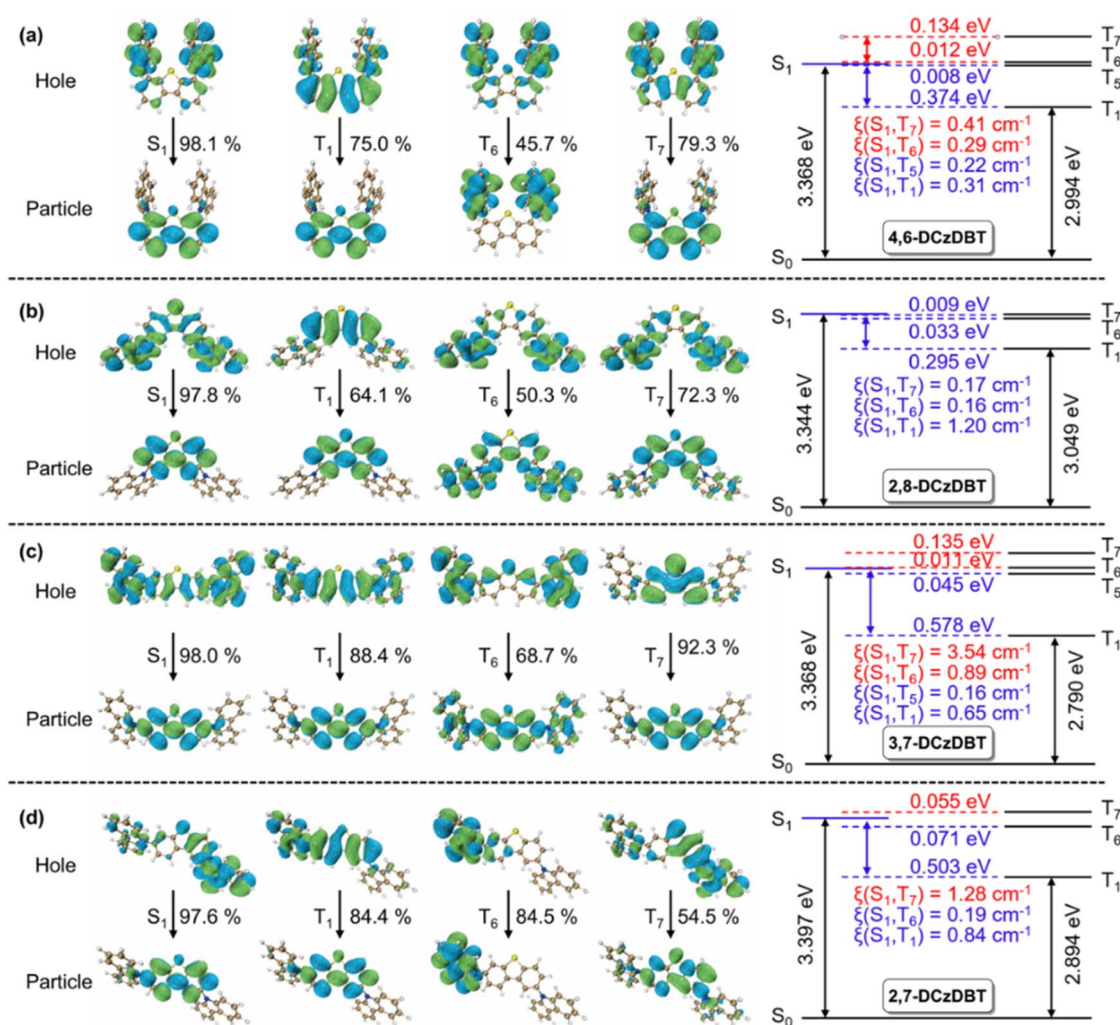 (a)
Hole
S₁ 98.1 %
T₁ 75.0 %
T₆ 45.7 %
T₇ 79.3 %
Particle
S₁
S₀
3.368 eV
0.134 eV
0.012 eV
0.008 eV
0.374 eV
ξ(S₁,T₇) = 0.41 cm⁻¹
ξ(S₁,T₆) = 0.29 cm⁻¹
ξ(S₁,T₅) = 0.22 cm⁻¹
ξ(S₁,T₁) = 0.31 cm⁻¹
4,6-DCzDBT
T₇
T₆
T₅
T₁
2.994 eV
(b)
Hole
S₁ 97.8 %
T₁ 64.1 %
T₆ 50.3 %
T₇ 72.3 %
Particle
S₁
S₀
3.344 eV
0.009 eV
0.033 eV
0.295 eV
ξ(S₁,T₇) = 0.17 cm⁻¹
ξ(S₁,T₆) = 0.16 cm⁻¹
ξ(S₁,T₁) = 1.20 cm⁻¹
2,8-DCzDBT
T₇
T₆
T₁
3.049 eV
(c)
Hole
S₁ 98.0 %
T₁ 88.4 %
T₆ 68.7 %
T₇ 92.3 %
Particle
S₁
S₀
3.368 eV
0.135 eV
0.011 eV
0.045 eV
0.578 eV
ξ(S₁,T₇) = 3.54 cm⁻¹
ξ(S₁,T₆) = 0.89 cm⁻¹
ξ(S₁,T₅) = 0.16 cm⁻¹
ξ(S₁,T₁) = 0.65 cm⁻¹
3,7-DCzDBT
T₇
T₆
T₅
T₁
2.790 eV
(d)
Hole
S₁ 97.6 %
T₁ 84.4 %
T₆ 84.5 %
T₇ 54.5 %
Particle
S₁
S₀
3.397 eV
0.055 eV
0.071 eV
0.503 eV
ξ(S₁,T₇) = 1.28 cm⁻¹
ξ(S₁,T₆) = 0.19 cm⁻¹
ξ(S₁,T₁) = 0.84 cm⁻¹
2,7-DCzDBT
T₇
T₆
T₁
2.894 eV